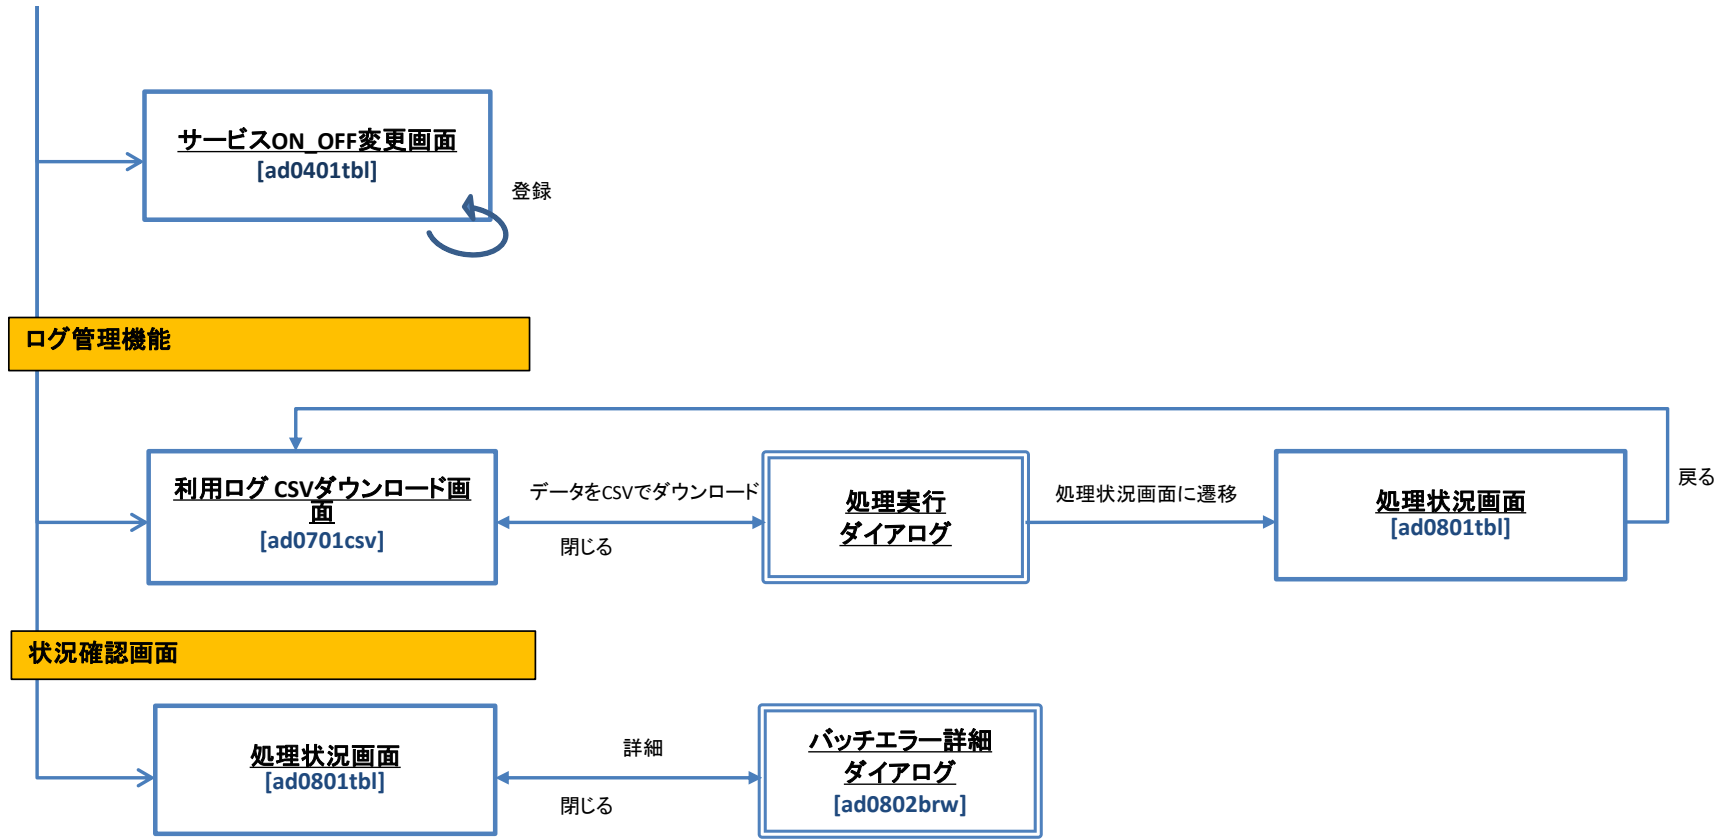 サービスON_OFF変更画面
[ad0401tbl]
登録
ログ管理機能
利用ログCSVダウンロード画
面
[ad0701csv]
データをCSVでダウンロード
閉じる
処理実行
ダイアログ
処理状況画面に遷移
処理状況画面
[ad0801tbl]
戻る
状況確認画面
処理状況画面
[ad0801tbl]
詳細
閉じる
バッチエラー詳細
ダイアログ
[ad0802brw]